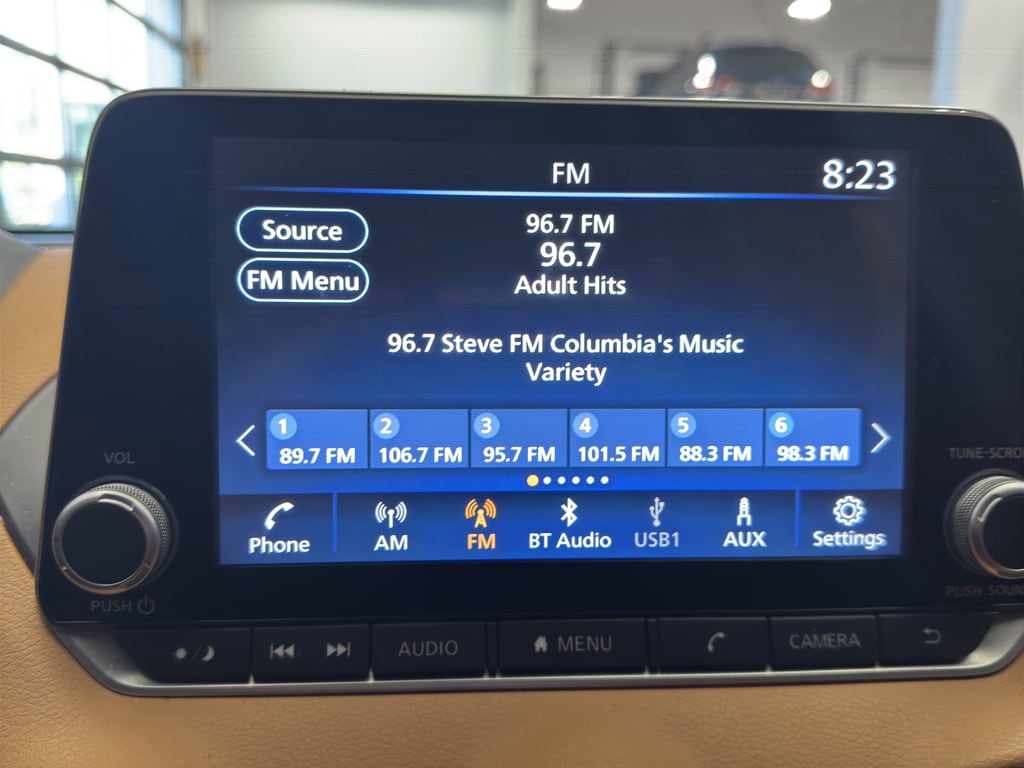 FM
8:23
Source
96.7 FM
96.7
FM Menu
Adult Hits
96.7 Steve FM Columbia's Music
Variety
1 2 3 4 5 6
89.7 FM 106.7 FM 95.7 FM 101.5 FM 88.3 FM 98.3 FM
VOL
TUNE·SCRO
Phone AM FM BT Audio USB1 AUX Settings
PUSH
PUSH SOUN
AUDIO MENU CAMERA